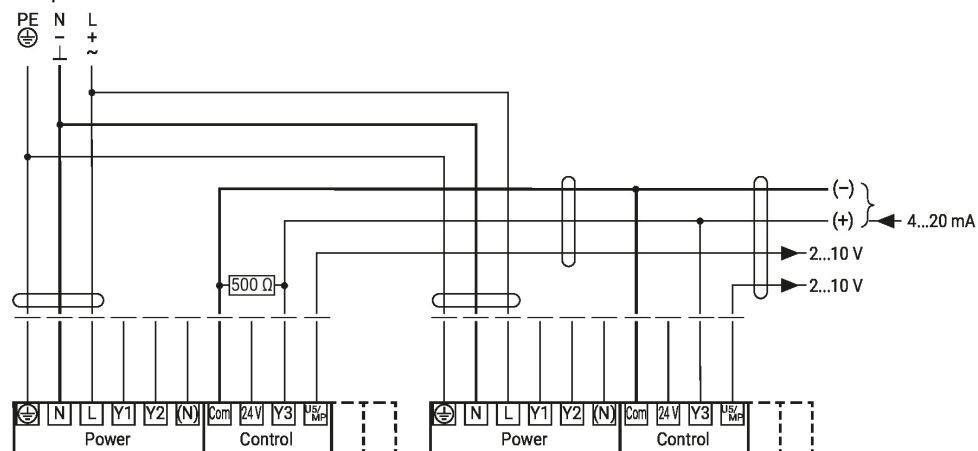 PE N L
- +
~
(-)
(+) 4...20 mA
2...10 V
500 Ω 2...10 V
N L Y1 Y2 (N) Com 24 V Y3 U5/MP N L Y1 Y2 (N) Com 24 V Y3 U5/MP
Power Control Power Control